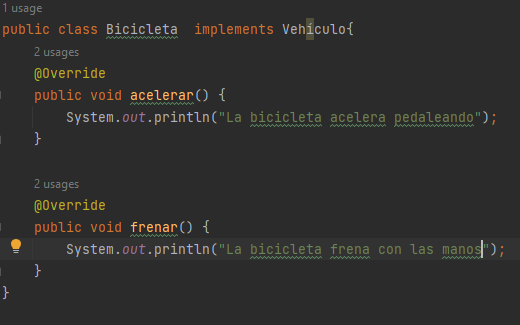 1 usage
public class Bicicleta  implements Vehículo{
2 usages
@Override
public void acelerar() {
System.out.println("La bicicleta acelera pedaleando");
}
2 usages
@Override
public void frenar() {
System.out.println("La bicicleta frena con las manos");
}
}